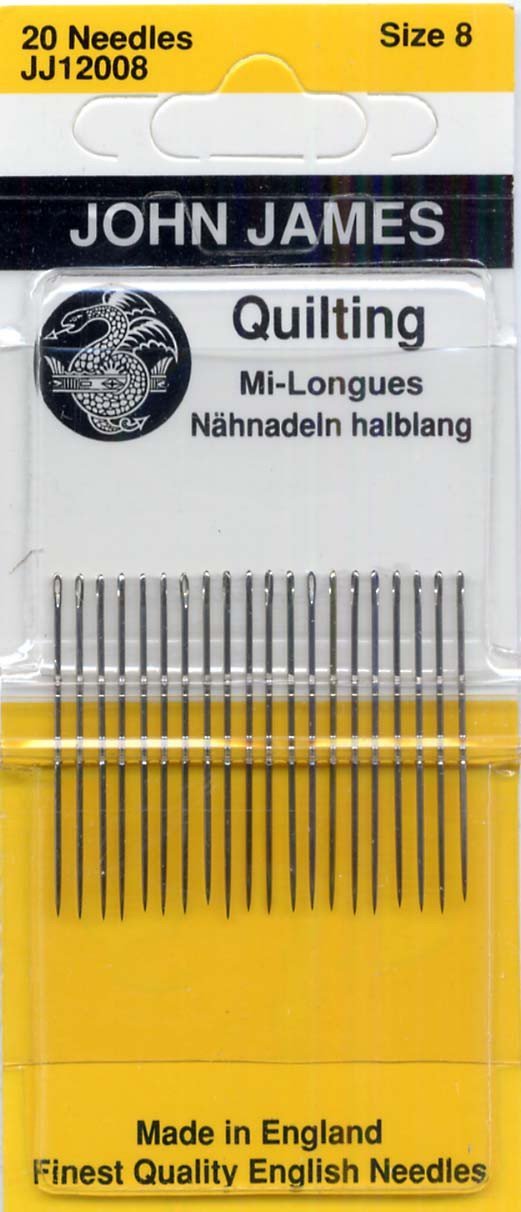 20 Needles
Size 8
JJ12008
JOHN JAMES
Quilting
Mi-Longues
Nähnadeln halblang
Made in England
Finest Quality English Needles